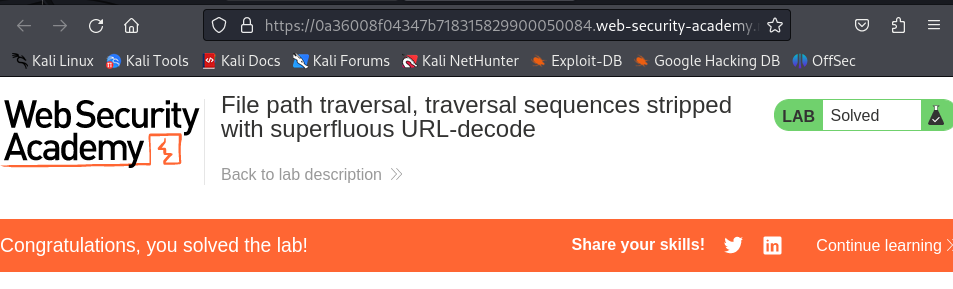 https://0a36008f04347b718315829900050084.web-security-academy.
Kali Linux Kali Tools Kali Docs Kali Forums Kali NetHunter Exploit-DB Google Hacking DB OffSec
Web Security
Academy
File path traversal, traversal sequences stripped
with superfluous URL-decode
LAB Solved
Back to lab description
Congratulations, you solved the lab!
Share your skills!
Continue learning